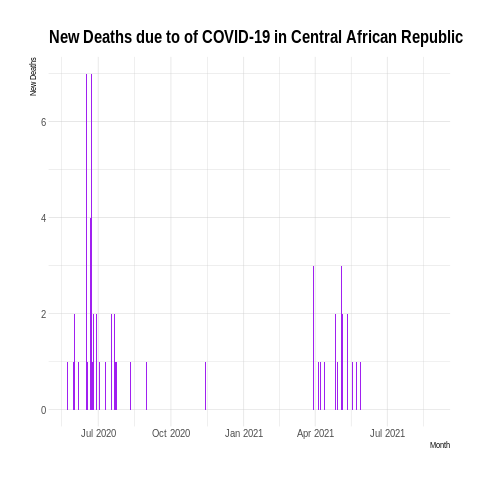 New Deaths due to of COVID-19 in Central African Republic
New Deaths
6
4
2
0
Jul 2020 Oct 2020 Jan 2021 Apr 2021 Jul 2021
Month